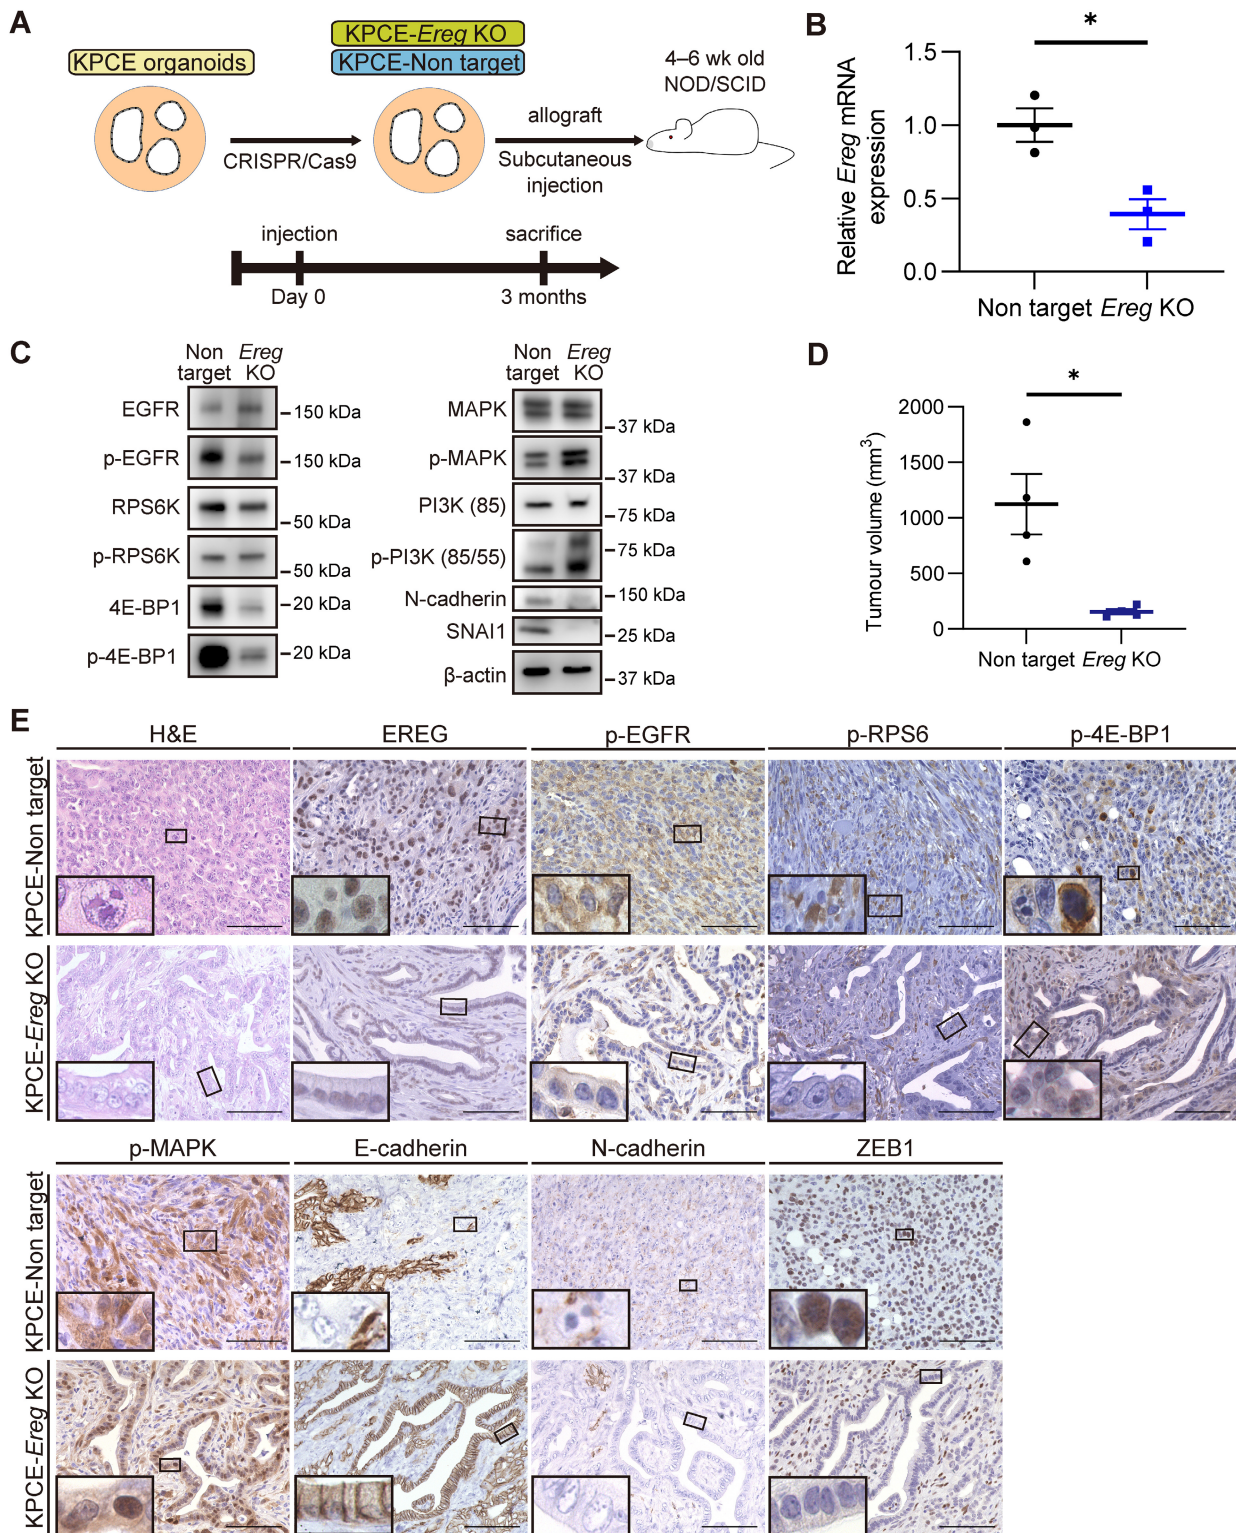 A
KPCE organoids
KPCE-Ereg KO
KPCE-Non target
CRISPR/Cas9
allograft
Subcutaneous
injection
4–6 wk old
NOD/SCID
injection
sacrifice
Day 0
3 months
B
*
Relative Ereg mRNA
expression
1.5
1.0
0.5
0.0
Non target
Ereg KO
C
Non
target
Ereg
KO
EGFR
150 kDa
p-EGFR
150 kDa
RPS6K
50 kDa
p-RPS6K
50 kDa
4E-BP1
20 kDa
p-4E-BP1
20 kDa
Non
target
Ereg
KO
MAPK
37 kDa
p-MAPK
37 kDa
PI3K (85)
75 kDa
p-PI3K (85/55)
75 kDa
N-cadherin
150 kDa
SNAI1
25 kDa
β-actin
37 kDa
D
*
Tumour volume (mm³)
2000
1500
1000
500
0
Non target
Ereg KO
E
H&E
EREG
p-EGFR
p-RPS6
p-4E-BP1
KPCE-Non target
KPCE-Ereg KO
p-MAPK
E-cadherin
N-cadherin
ZEB1
KPCE-Non target
KPCE-Ereg KO